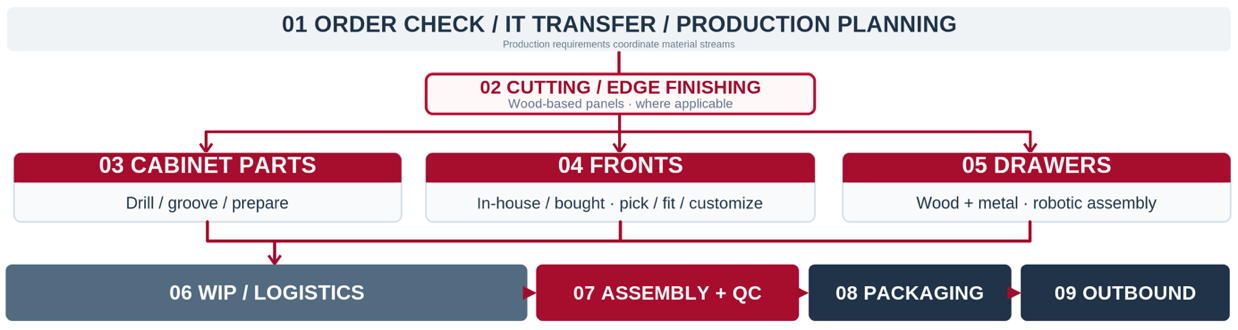 01 ORDER CHECK / IT TRANSFER / PRODUCTION PLANNING
Production requirements coordinate material streams
02 CUTTING / EDGE FINISHING
Wood-based panels · where applicable
03 CABINET PARTS
Drill / groove / prepare
04 FRONTS
In-house / bought · pick / fit / customize
05 DRAWERS
Wood + metal · robotic assembly
06 WIP / LOGISTICS
07 ASSEMBLY + QC
08 PACKAGING
09 OUTBOUND